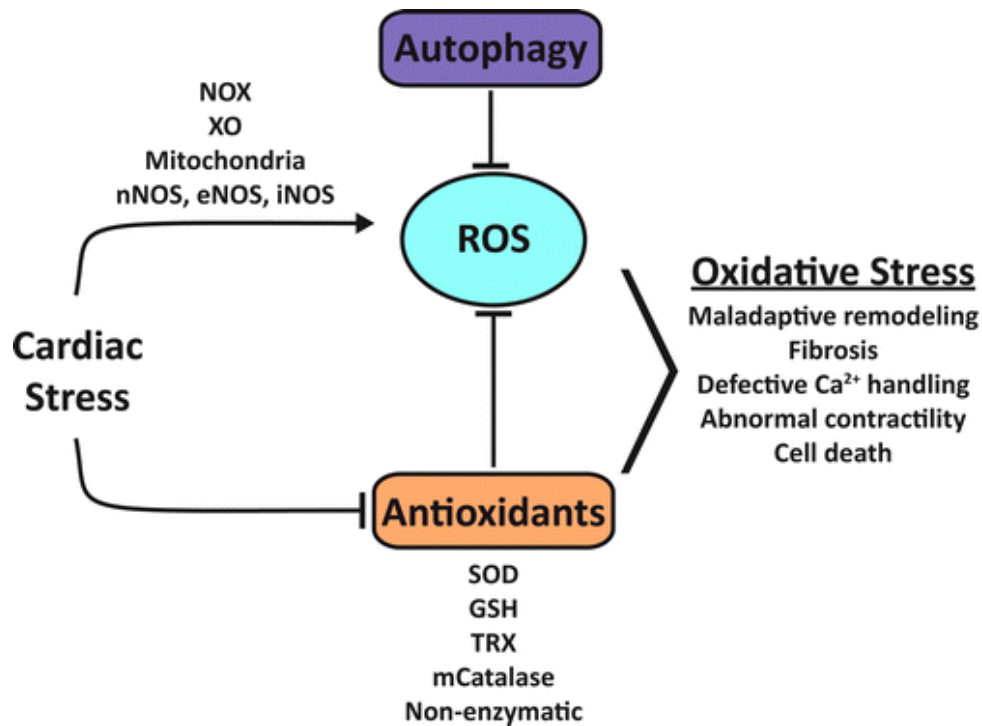 Autophagy
NOX
XO
Mitochondria
nNOS, eNOS, iNOS
ROS
Cardiac
Stress
Oxidative Stress
Maladaptive remodeling
Fibrosis
Defective Ca²⁺ handling
Abnormal contractility
Cell death
Antioxidants
SOD
GSH
TRX
mCatalase
Non-enzymatic